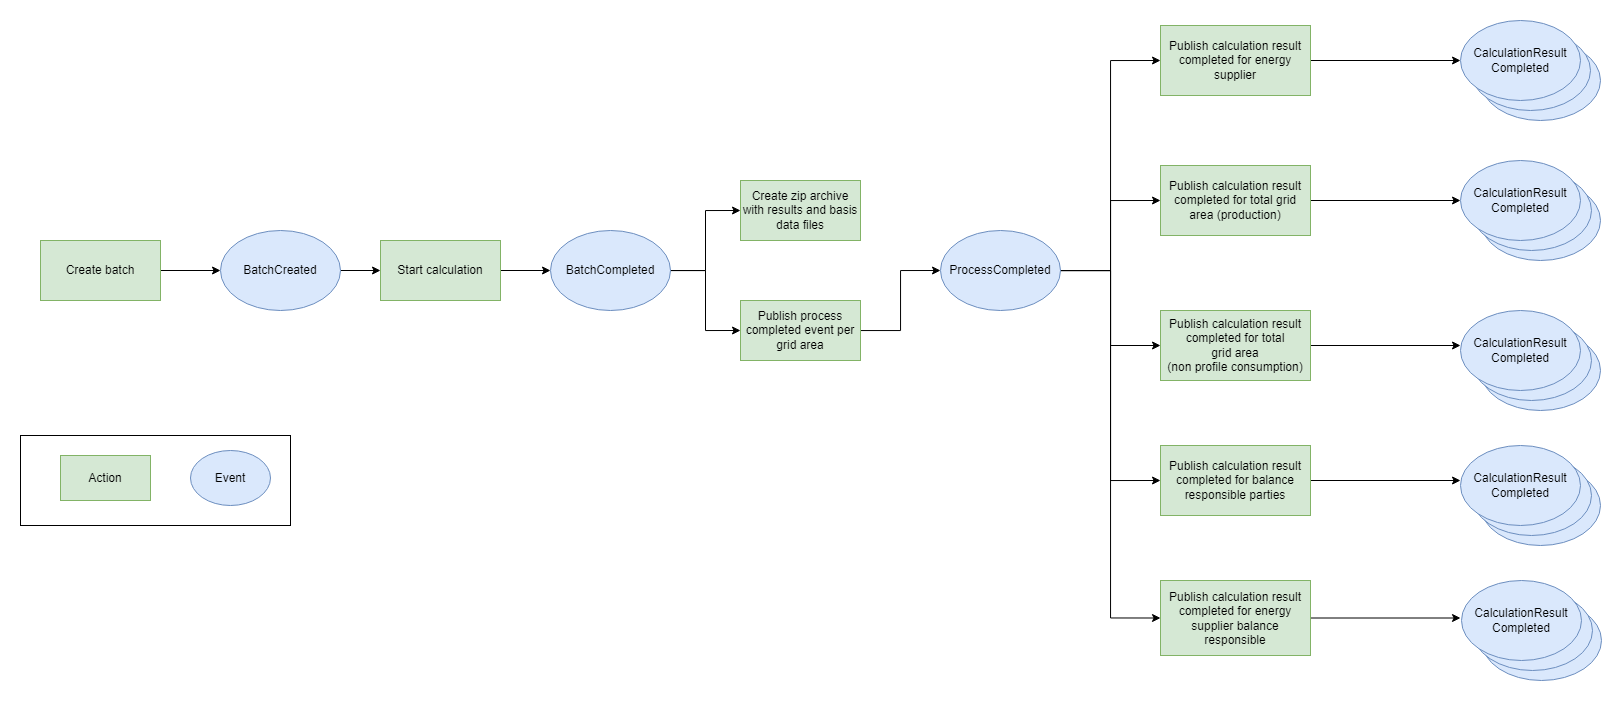 Create batch
BatchCreated
Start calculation
BatchCompleted
Create zip archive
with results and basis
data files
Publish process
completed event per
grid area
ProcessCompleted
Publish calculation result
completed for energy
supplier
CalculationResult
Completed
Publish calculation result
completed for total grid
area (production)
CalculationResult
Completed
Publish calculation result
completed for total
grid area
(non profile consumption)
CalculationResult
Completed
Publish calculation result
completed for balance
responsible parties
CalculationResult
Completed
Publish calculation result
completed for energy
supplier balance
responsible
CalculationResult
Completed
Action
Event